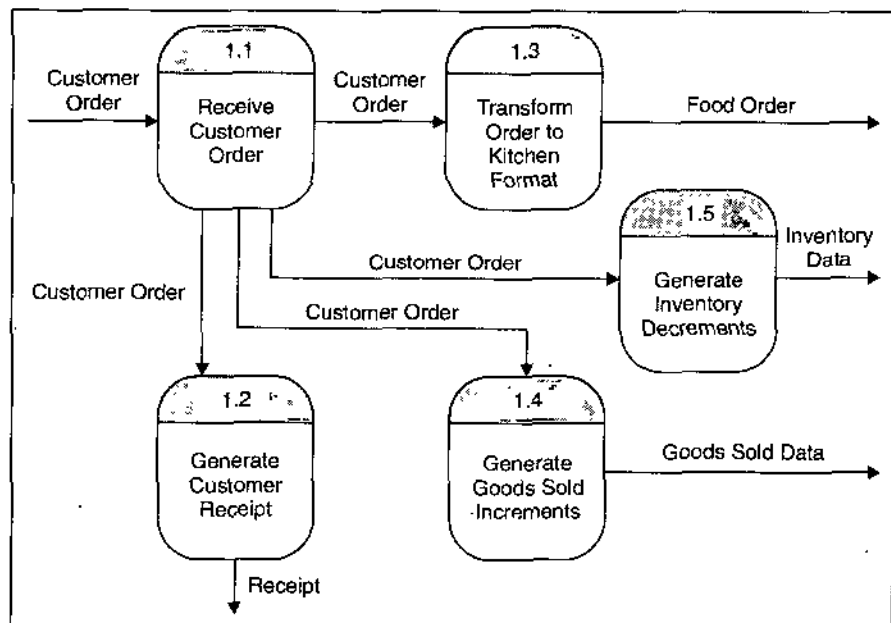 1.1
1.3
Customer
Order
Receive
Customer
Order
Customer
Order
Transform
Order to
Kitchen
Format
Food Order
1.5
Inventory
Data
Customer Order
Generate
Inventory
Decrements
Customer Order
Customer Order
1.2
1.4
Generate
Customer
Receipt
Generate
Goods Sold
Increments
Goods Sold Data
Receipt